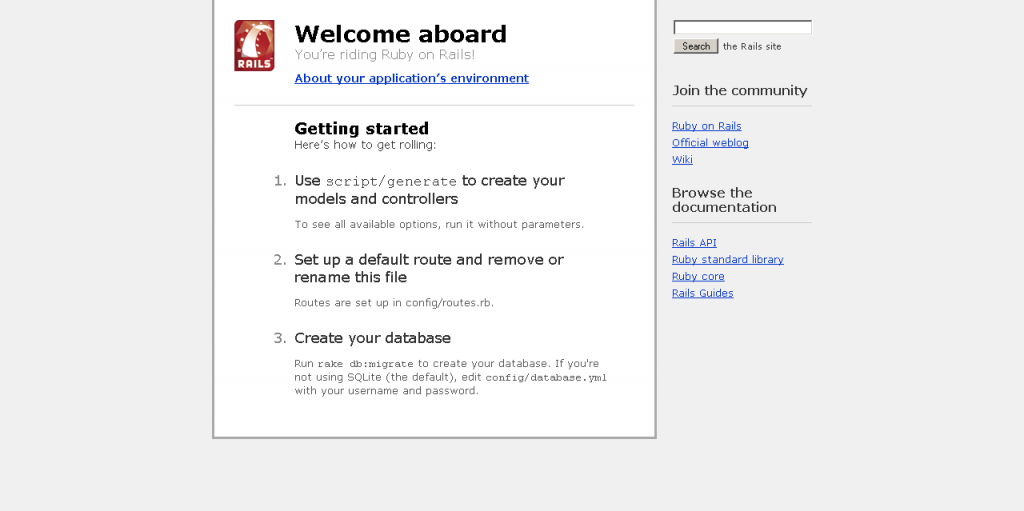 RAILS
Welcome aboard
You're riding Ruby on Rails!
About your application's environment
Getting started
Here's how to get rolling:
1. Use script/generate to create your
models and controllers
To see all available options, run it without parameters.
2. Set up a default route and remove or
rename this file
Routes are set up in config/routes.rb.
3. Create your database
Run rake db:migrate to create your database. If you're
not using SQLite (the default), edit config/database.yml
with your username and password.
Search the Rails site
Join the community
Ruby on Rails
Official weblog
Wiki
Browse the
documentation
Rails API
Ruby standard library
Ruby core
Rails Guides